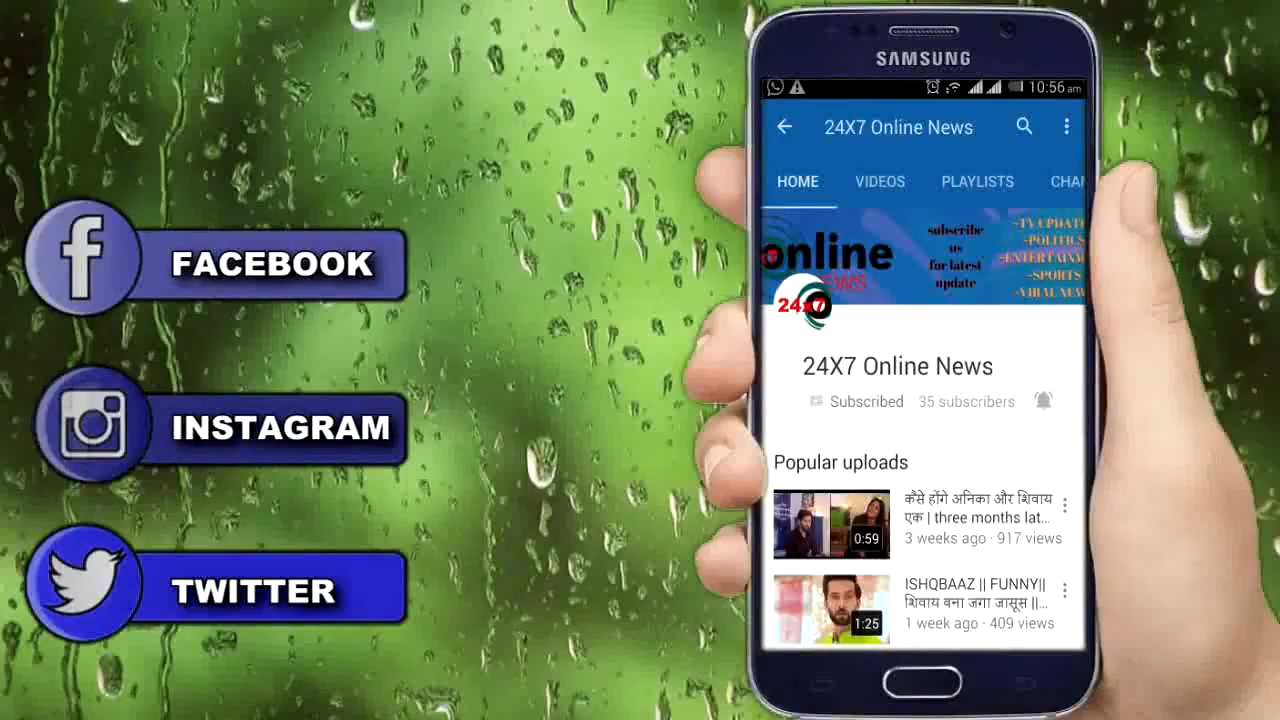 FACEBOOK
INSTAGRAM
TWITTER
SAMSUNG
10:56 am
24X7 Online News
HOME VIDEOS PLAYLISTS CHAN
online
NEWS
24x7
subscribe
us
for latest
update
-TV UPDATE
-POLITICS
-ENTERTAINM
-SPORTS
-VIRAL NEW
24X7 Online News
Subscribed 35 subscribers
Popular uploads
0:59
कैसे होंगे अनिका और शिवाय
एक | three months lat...
3 weeks ago · 917 views
1:25
ISHQBAAZ || FUNNY||
शिवाय बना जगा जासूस ||...
1 week ago · 409 views